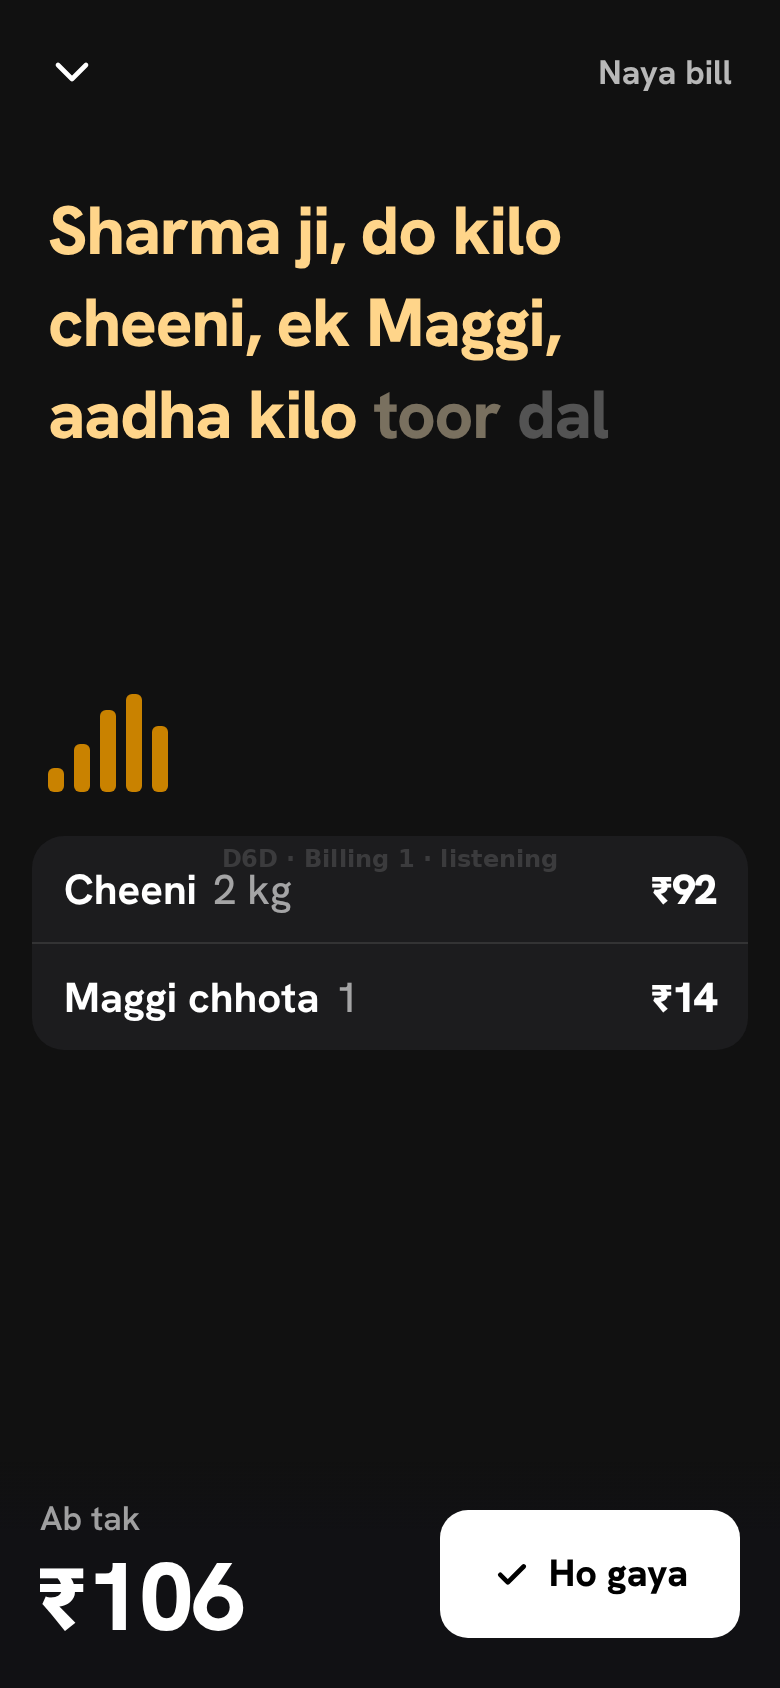 Naya bill
Sharma ji, do kilo
cheeni, ek Maggi,
aadha kilo toor dal
D6D · Billing 1 · listening
Cheeni 2 kg ₹92
Maggi chhota 1 ₹14
Ab tak
₹106
Ho gaya